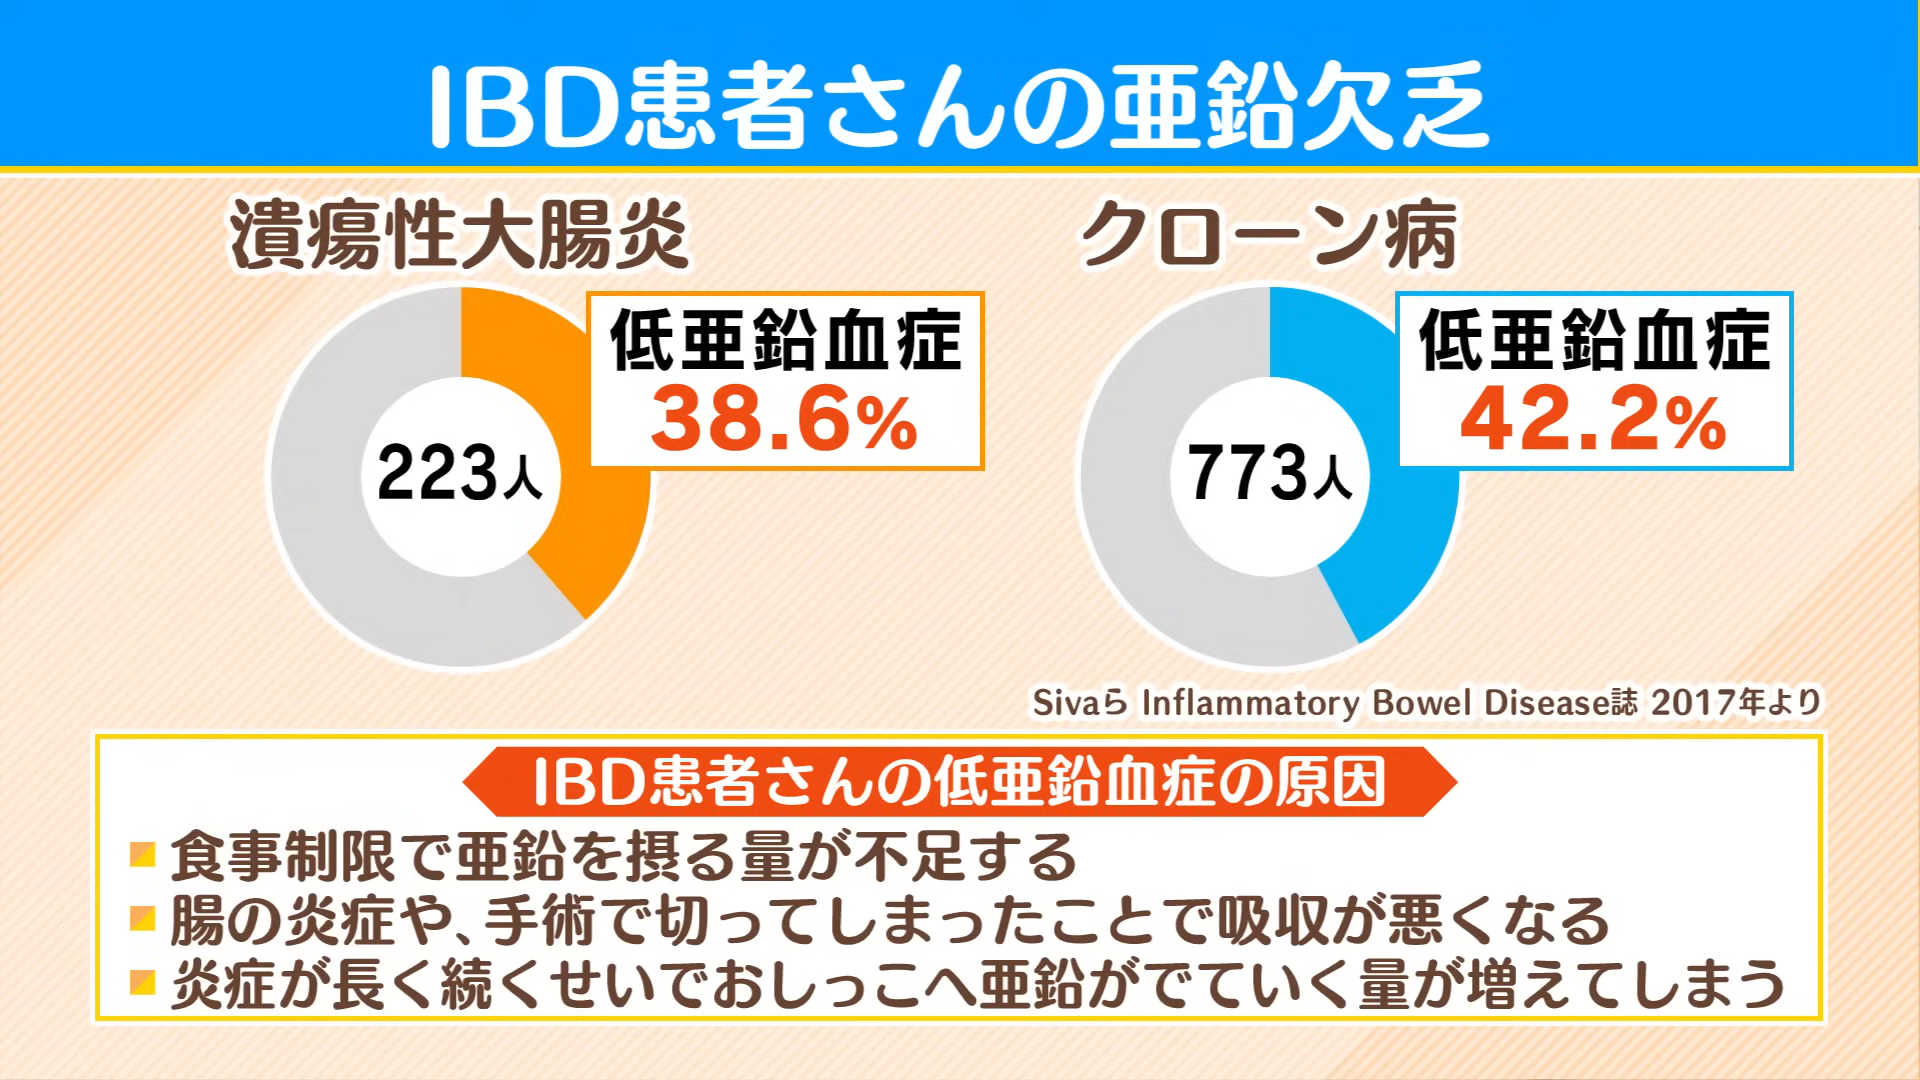 IBD患者さんの亜鉛欠乏
潰瘍性大腸炎
クローン病
低亜鉛血症
38.6%
223人
低亜鉛血症
42.2%
773人
Sivaら Inflammatory Bowel Disease誌 2017年より
IBD患者さんの低亜鉛血症の原因
食事制限で亜鉛を摂る量が不足する
腸の炎症や、手術で切ってしまったことで吸収が悪くなる
炎症が長く続くせいでおしっこへ亜鉛がでていく量が増えてしまう